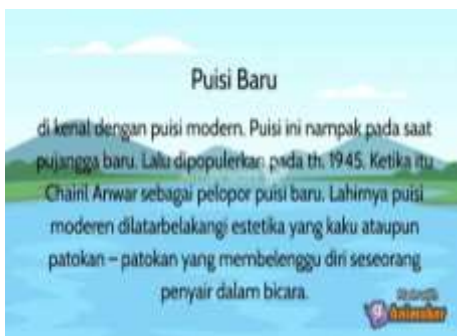 Puisi Baru
di kenal dengan puisi modern. Puisi ini nampak pada saat
pujangga baru. Lalu dipopulerkan pada th. 1945. Ketika itu
Chairil Anwar sebagai pelopor puisi baru. Lahirnya puisi
moderen dilatarbelakangi estetika yang kaku ataupun
patokan – patokan yang membelenggu diri seseorang
penyair dalam bicara.
Animaker